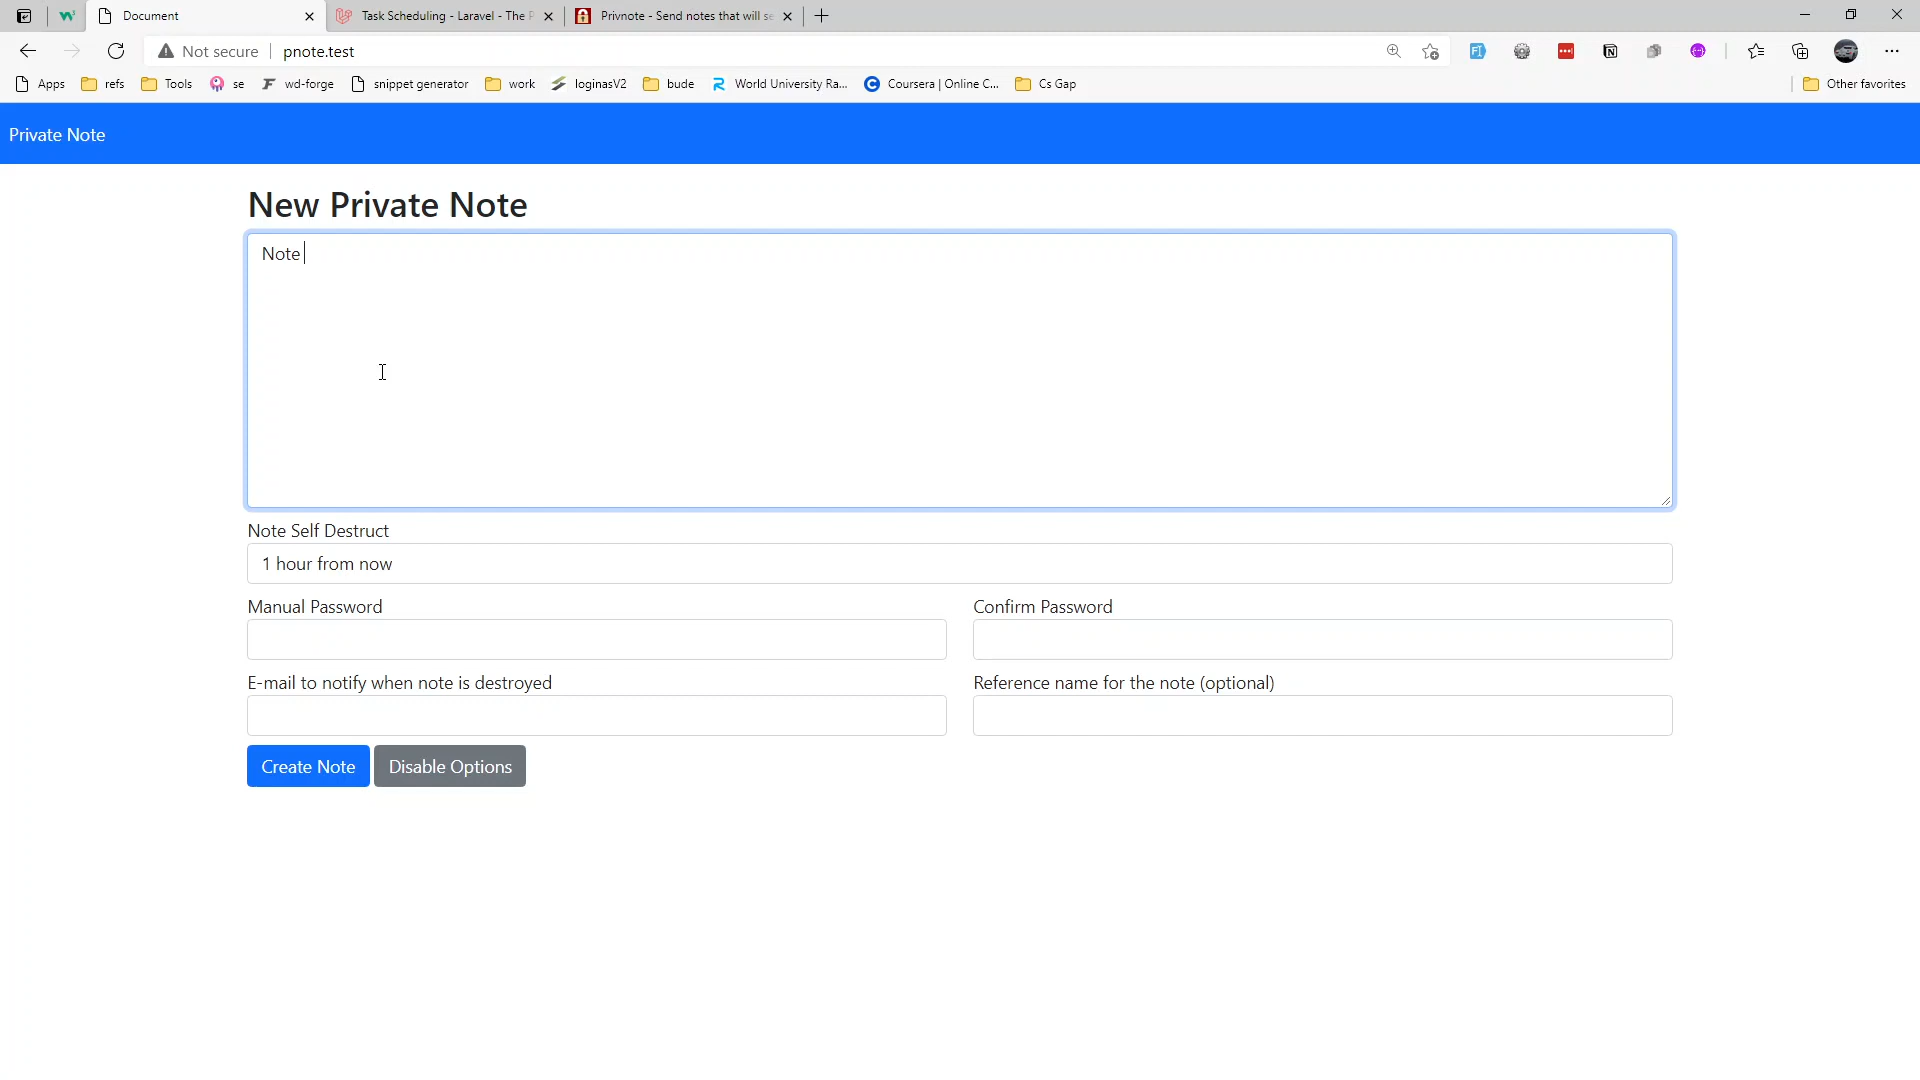 Document
Task Scheduling - Laravel - The P
Privnote - Send notes that will se
Not secure
pnote.test
Apps
refs
Tools
se
wd-forge
snippet generator
work
loginasV2
bude
World University Ra...
Coursera | Online C...
Cs Gap
Other favorites
Private Note
New Private Note
Note
Note Self Destruct
1 hour from now
Manual Password
Confirm Password
E-mail to notify when note is destroyed
Reference name for the note (optional)
Create Note
Disable Options